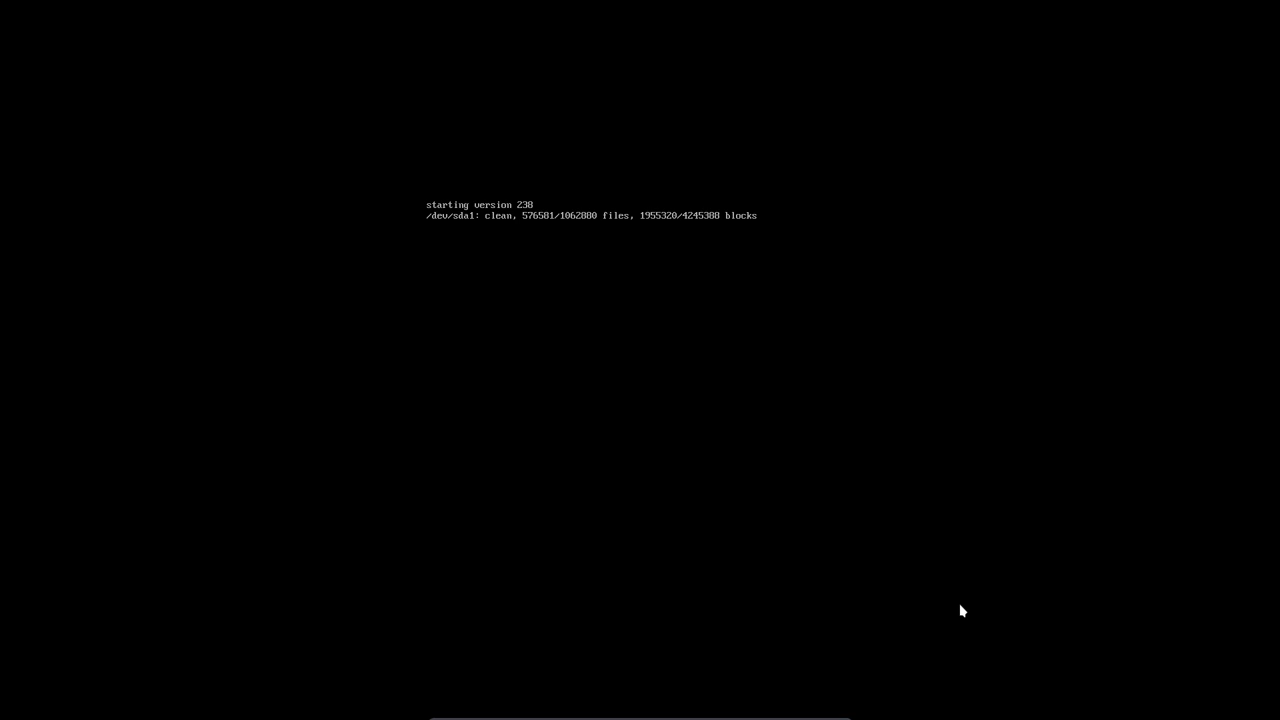 starting version 238
/dev/sda1: clean, 576581/1062880 files, 1955320/4245388 blocks